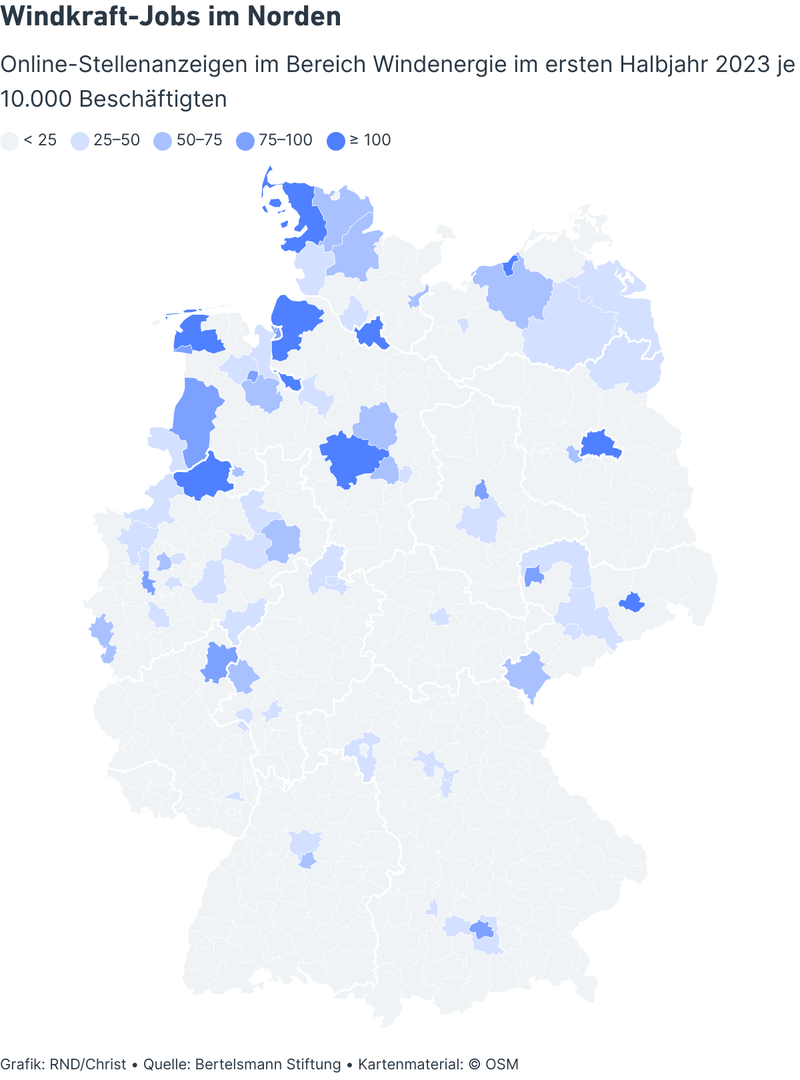 Windkraft-Jobs im Norden
Online-Stellenanzeigen im Bereich Windenergie im ersten Halbjahr 2023 je
10.000 Beschäftigten
< 25 25–50 50–75 75–100 ≥ 100
Grafik: RND/Christ • Quelle: Bertelsmann Stiftung • Kartenmaterial: © OSM